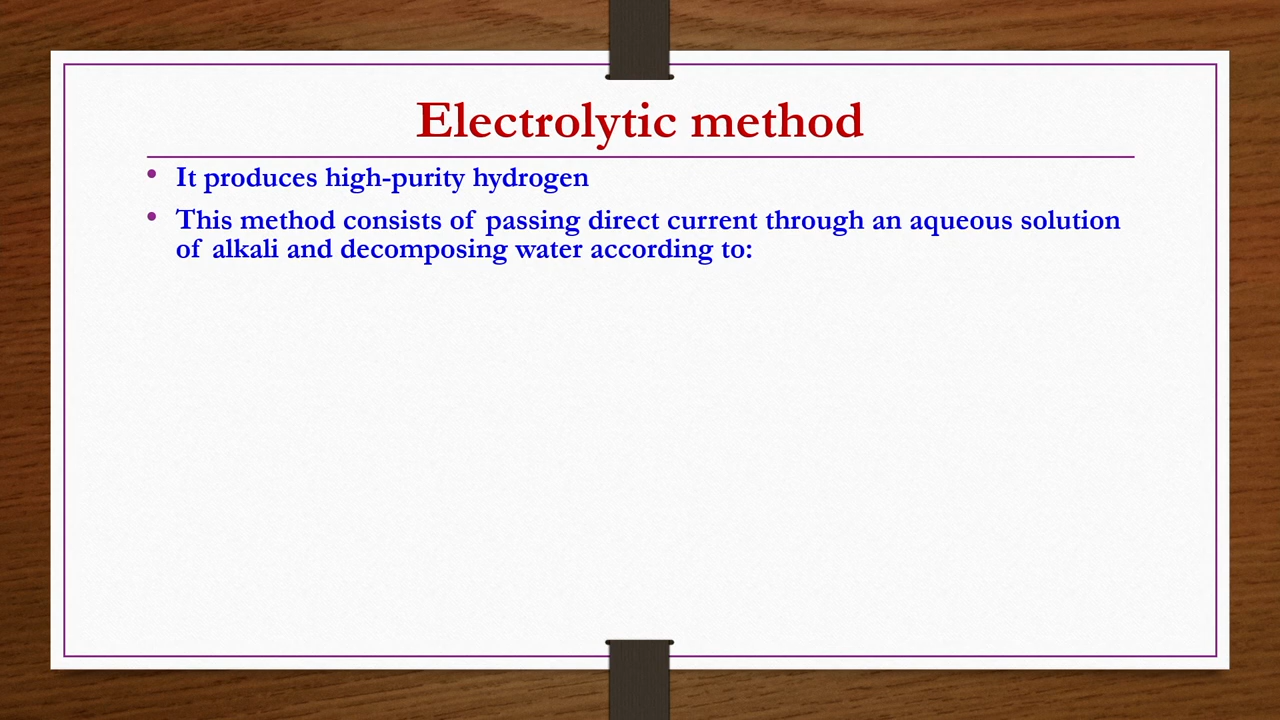 Electrolytic method
• It produces high-purity hydrogen
• This method consists of passing direct current through an aqueous solution
of alkali and decomposing water according to: